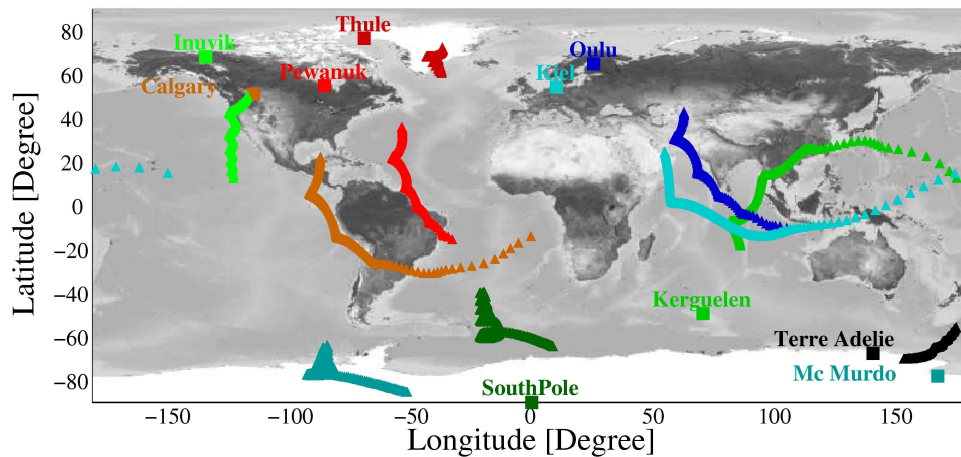 80
60
40
20
0
−20
−40
−60
−80
Latitude [Degree]
Thule
Inuvik
Oulu
Pewanuk
Kiel
Calgary
Kerguelen
Terre Adelie
Mc Murdo
SouthPole
−150 −100 −50 0 50 100 150
Longitude [Degree]